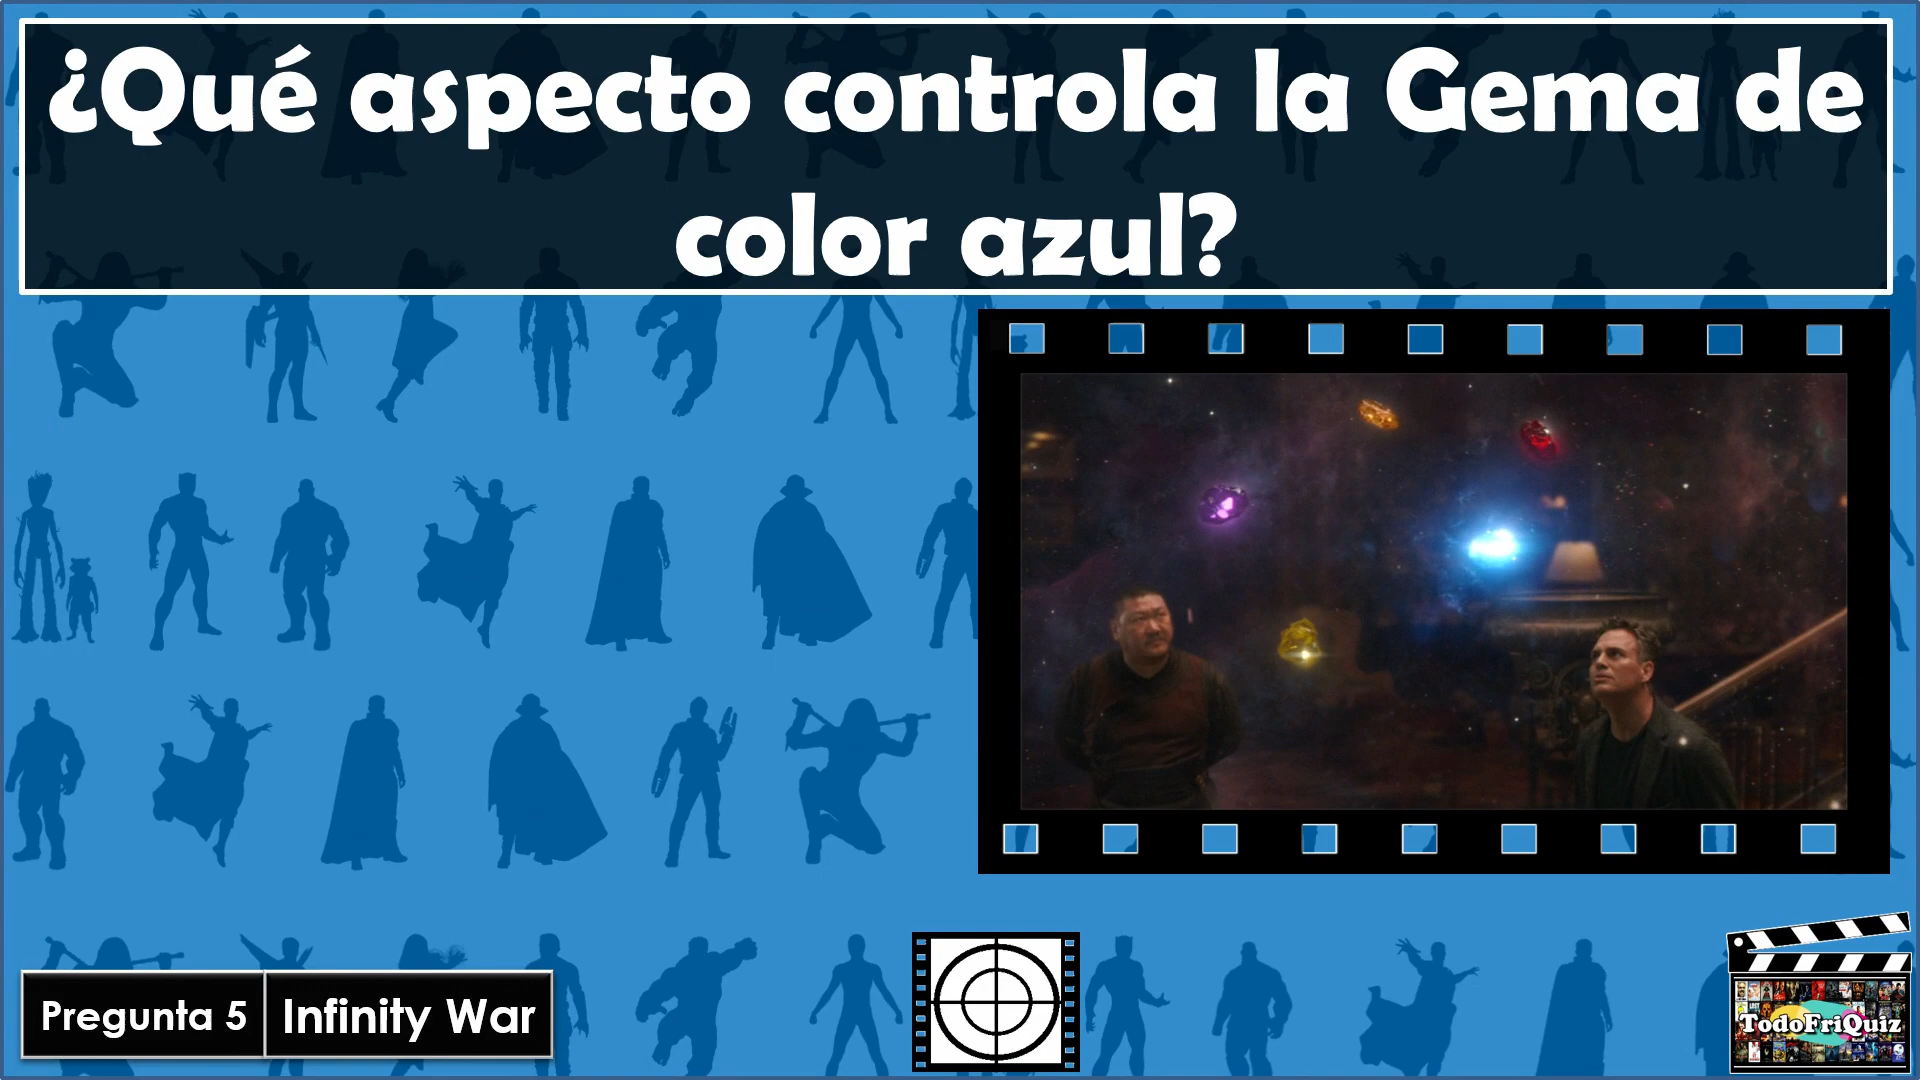 ¿Qué aspecto controla la Gema de
color azul?
Pregunta 5
Infinity War
TodoFriQuiz